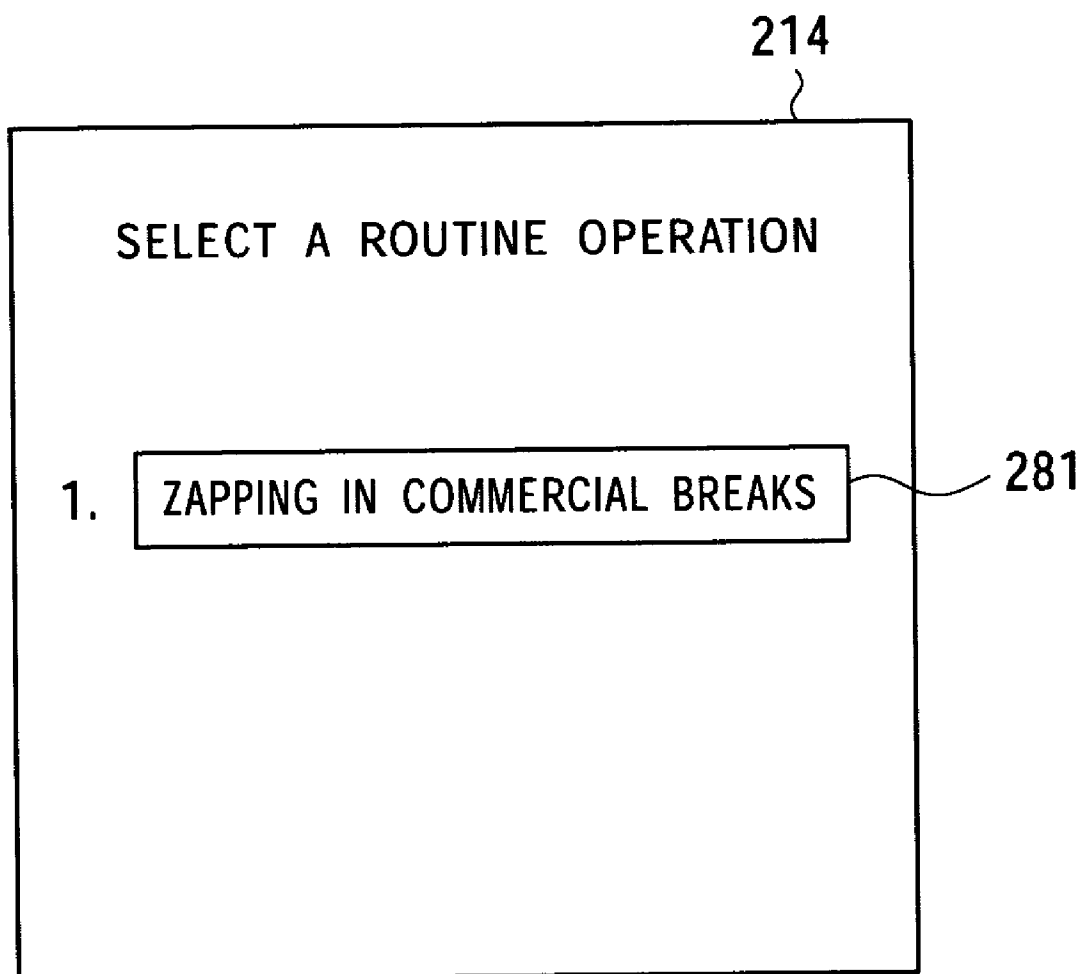 214
SELECT A ROUTINE OPERATION
1. ZAPPING IN COMMERCIAL BREAKS
281